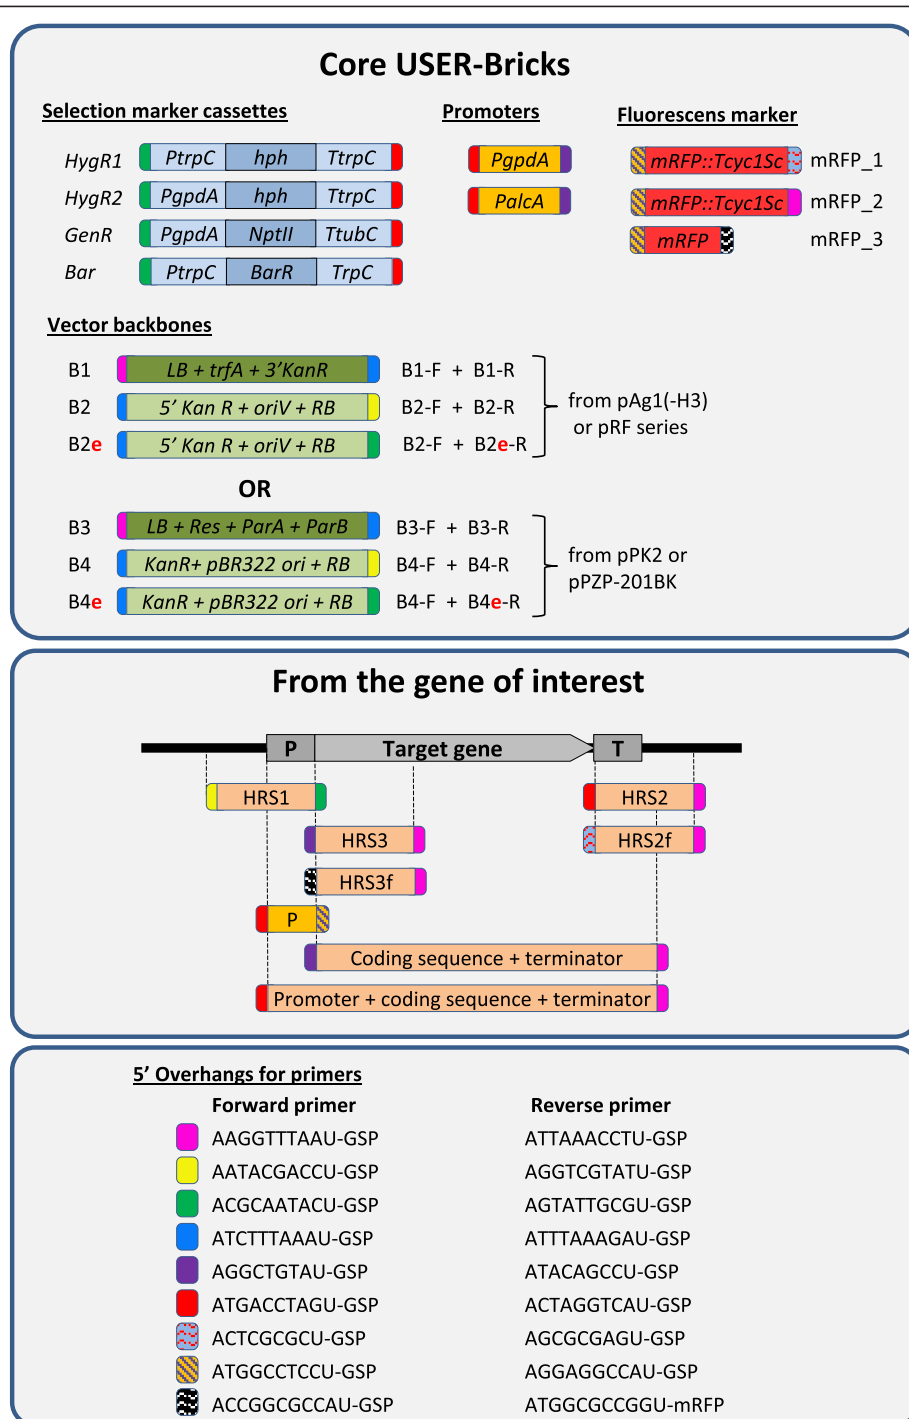 Core USER-Bricks
Selection marker cassettes
Promoters
Fluorescens marker
HygR1 PtrpC hph TtrpC
HygR2 PgpdA hph TtrpC
GenR PgpdA NptII TtubC
Bar PtrpC BarR TrpC
PgpdA
PalcA
mRFP::Tcyc1Sc mRFP_1
mRFP::Tcyc1Sc mRFP_2
mRFP mRFP_3
Vector backbones
B1 LB + trfA + 3’KanR B1-F + B1-R
B2 5’ Kan R + oriV + RB B2-F + B2-R
B2e 5’ Kan R + oriV + RB B2-F + B2e-R
from pAg1(-H3)
or pRF series
OR
B3 LB + Res + ParA + ParB B3-F + B3-R
B4 KanR+ pBR322 ori + RB B4-F + B4-R
B4e KanR + pBR322 ori + RB B4-F + B4e-R
from pPK2 or
pPZP-201BK
From the gene of interest
P Target gene T
HRS1 HRS2
HRS3 HRS2f
HRS3f
P
Coding sequence + terminator
Promoter + coding sequence + terminator
5’ Overhangs for primers
Forward primer Reverse primer
AAGGTTTAAU-GSP ATTAAACCTU-GSP
AATACGACCU-GSP AGGTCGTATU-GSP
ACGCAATACU-GSP AGTATTGCGU-GSP
ATCTTTAAAU-GSP ATTTAAAGAU-GSP
AGGCTGTAU-GSP ATACAGCCU-GSP
ATGACCTAGU-GSP ACTAGGTCAU-GSP
ACTCGCGCU-GSP AGCGCGAGU-GSP
ATGGCCTCCU-GSP AGGAGGCCAU-GSP
ACCGGCGCCAU-GSP ATGGCGCCGGU-mRFP